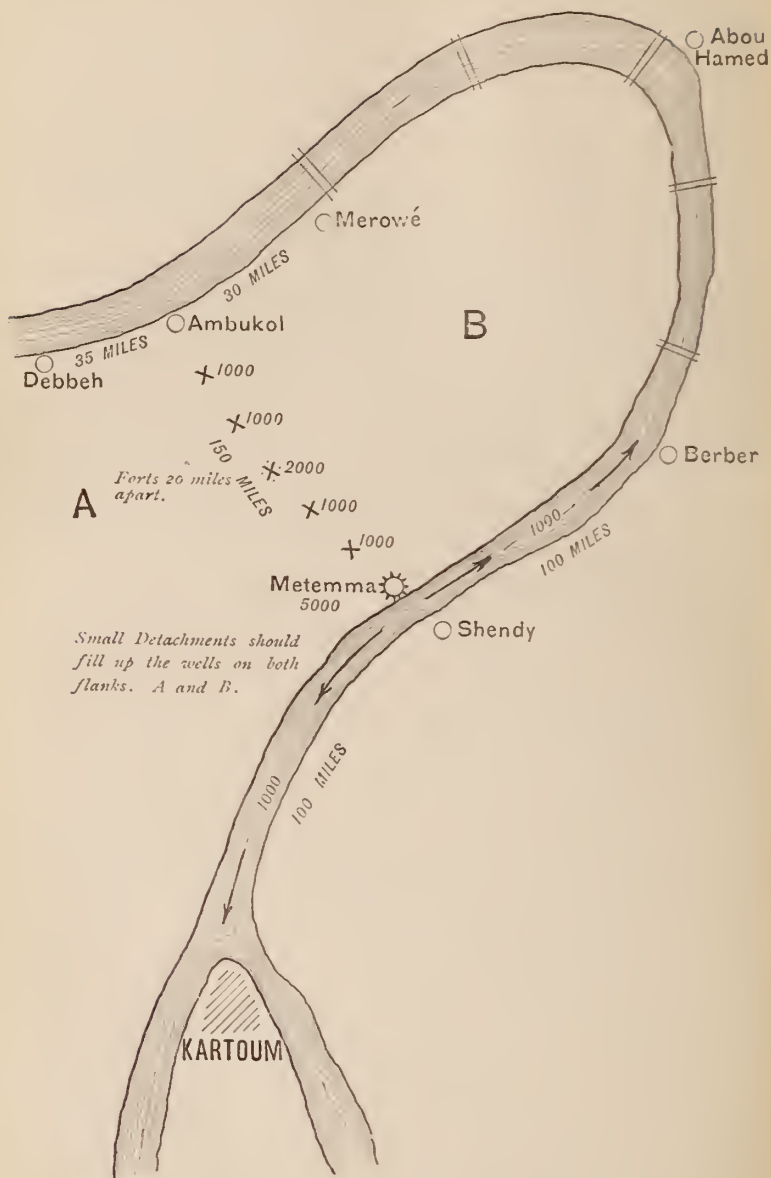 Abou
Hamed
Merowé
30 MILES
Ambukol
35 MILES
Debbeh
B
1000
1000
150 MILES
2000
Forts 20 miles
apart.
A
1000
1000
Berber
1000
100 MILES
Metemma
5000
Shendy
Small Detachments should
fill up the wells on both
flanks. A and B.
1000
100 MILES
KARTOUM